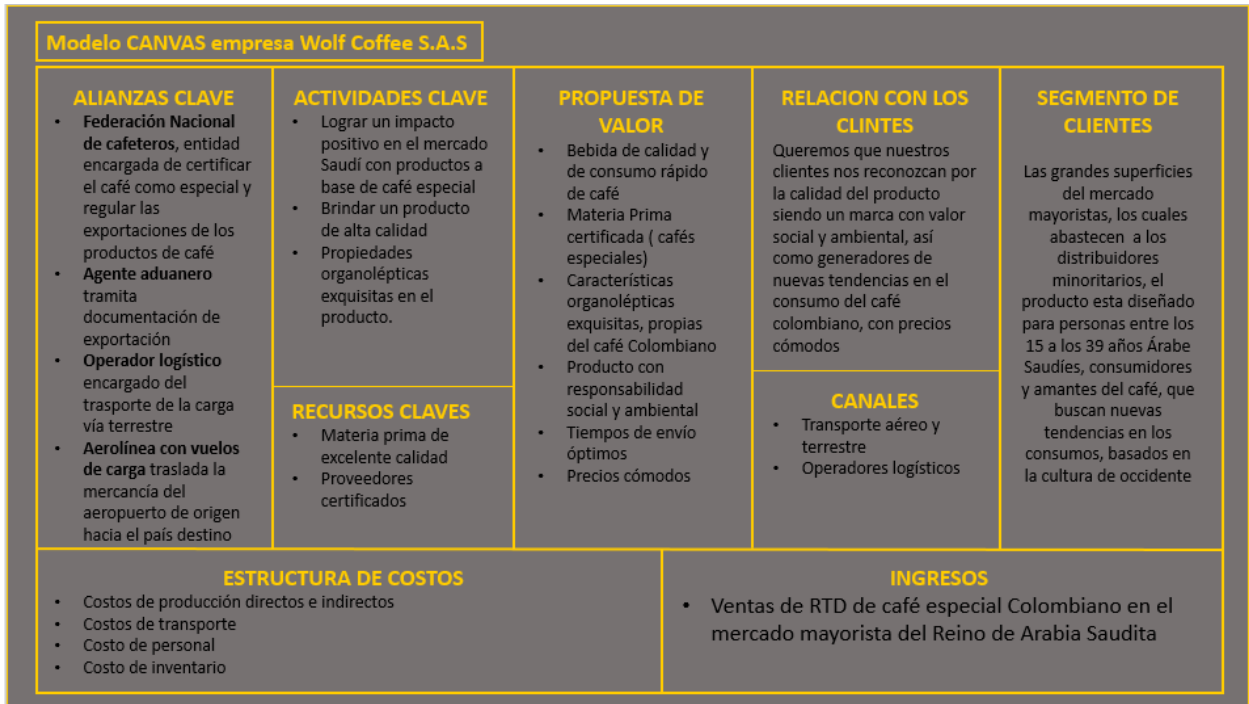 Modelo CANVAS empresa Wolf Coffee S.A.S
ALIANZAS CLAVE
• Federación Nacional
de cafeteros, entidad
encargada de certificar
el café como especial y
regular las
exportaciones de los
productos de café
• Agente aduanero
tramita
documentación de
exportación
• Operador logístico
encargado del
trasporte de la carga
vía terrestre
• Aerolínea con vuelos
de carga traslada la
mercancía del
aeropuerto de origen
hacia el país destino
ACTIVIDADES CLAVE
• Lograr un impacto
positivo en el mercado
Saudí con productos a
base de café especial
• Brindar un producto
de alta calidad
• Propiedades
organolépticas
exquisitas en el
producto.
RECURSOS CLAVES
• Materia prima de
excelente calidad
• Proveedores
certificados
PROPUESTA DE
VALOR
• Bebida de calidad y
de consumo rápido
de café
• Materia Prima
certificada ( cafés
especiales)
• Características
organolépticas
exquisitas, propias
del café Colombiano
• Producto con
responsabilidad
social y ambiental
• Tiempos de envío
óptimos
• Precios cómodos
RELACION CON LOS
CLINTES
Queremos que nuestros
clientes nos reconozcan por
la calidad del producto
siendo un marca con valor
social y ambiental, así
como generadores de
nuevas tendencias en el
consumo del café
colombiano, con precios
cómodos
CANALES
• Transporte aéreo y
terrestre
• Operadores logísticos
SEGMENTO DE
CLIENTES
Las grandes superficies
del mercado
mayoristas, los cuales
abastecen a los
distribuidores
minoritarios, el
producto esta diseñado
para personas entre los
15 a los 39 años Árabe
Saudíes, consumidores
y amantes del café, que
buscan nuevas
tendencias en los
consumos, basados en
la cultura de occidente
ESTRUCTURA DE COSTOS
• Costos de producción directos e indirectos
• Costos de transporte
• Costo de personal
• Costo de inventario
INGRESOS
• Ventas de RTD de café especial Colombiano en el
mercado mayorista del Reino de Arabia Saudita